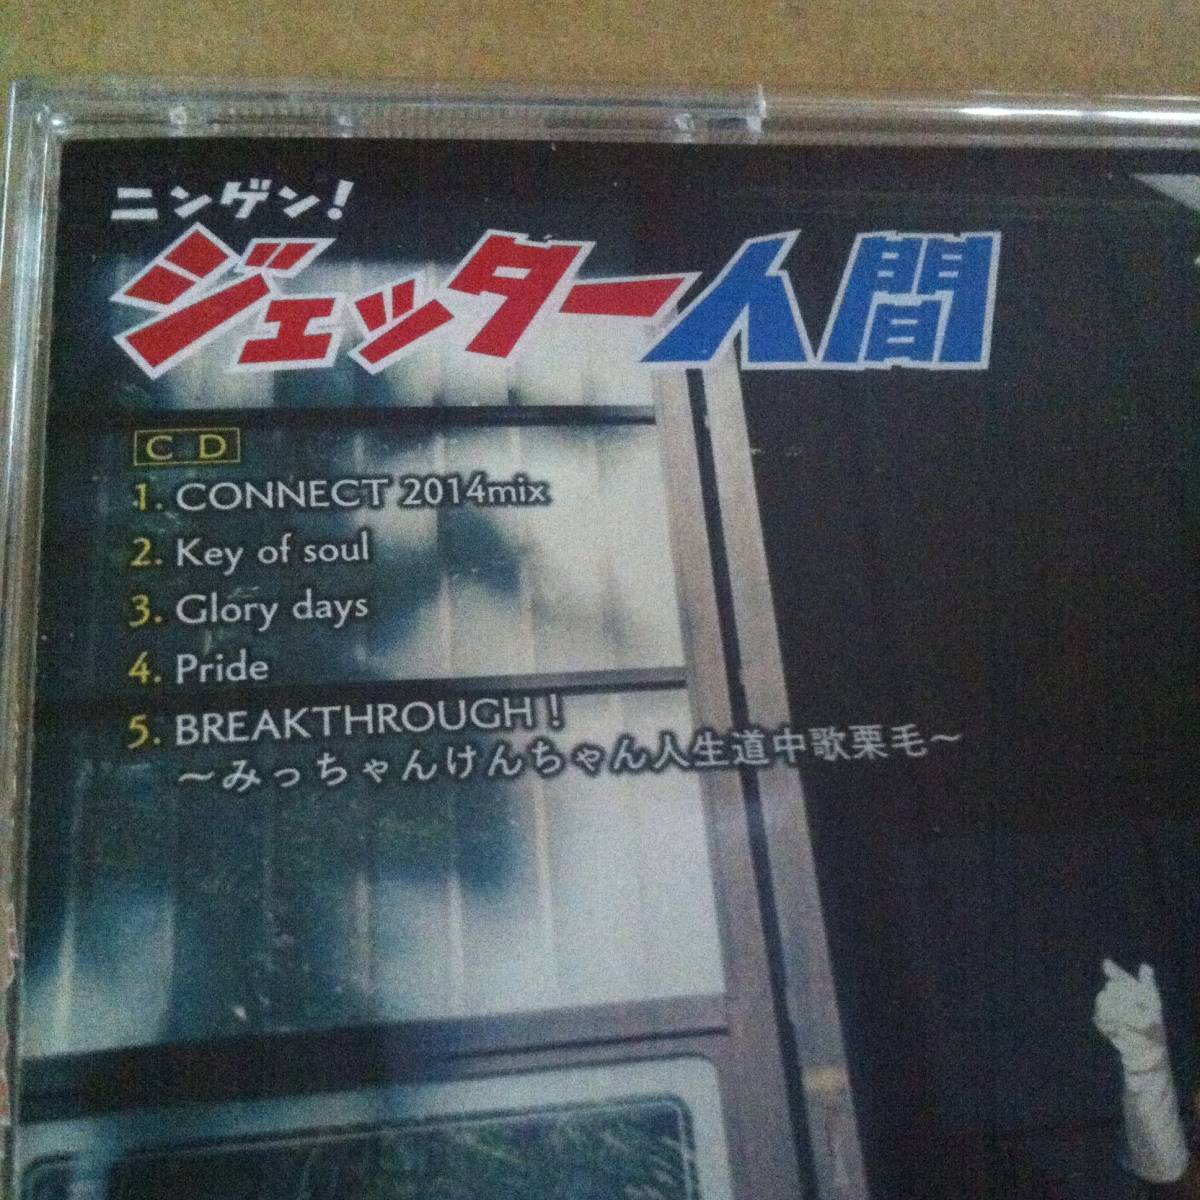 ニンゲン!
ジェッター人間
CD
1. CONNECT 2014mix
2. Key of soul
3. Glory days
4. Pride
5. BREAKTHROUGH!
～みっちゃんけんちゃん人生道中歌栗毛～